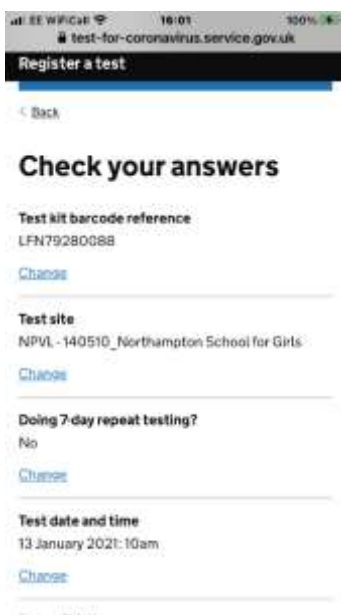 EE WiFiCall 16:01 100%
test-for-coronavirus.service.gov.uk
Register a test
< Back
Check your answers
Test kit barcode reference
LFN79280088
Change
Test site
NPVL - 140510_Northampton School for Girls
Change
Doing 7-day repeat testing?
No
Change
Test date and time
13 January 2021: 10am
Change